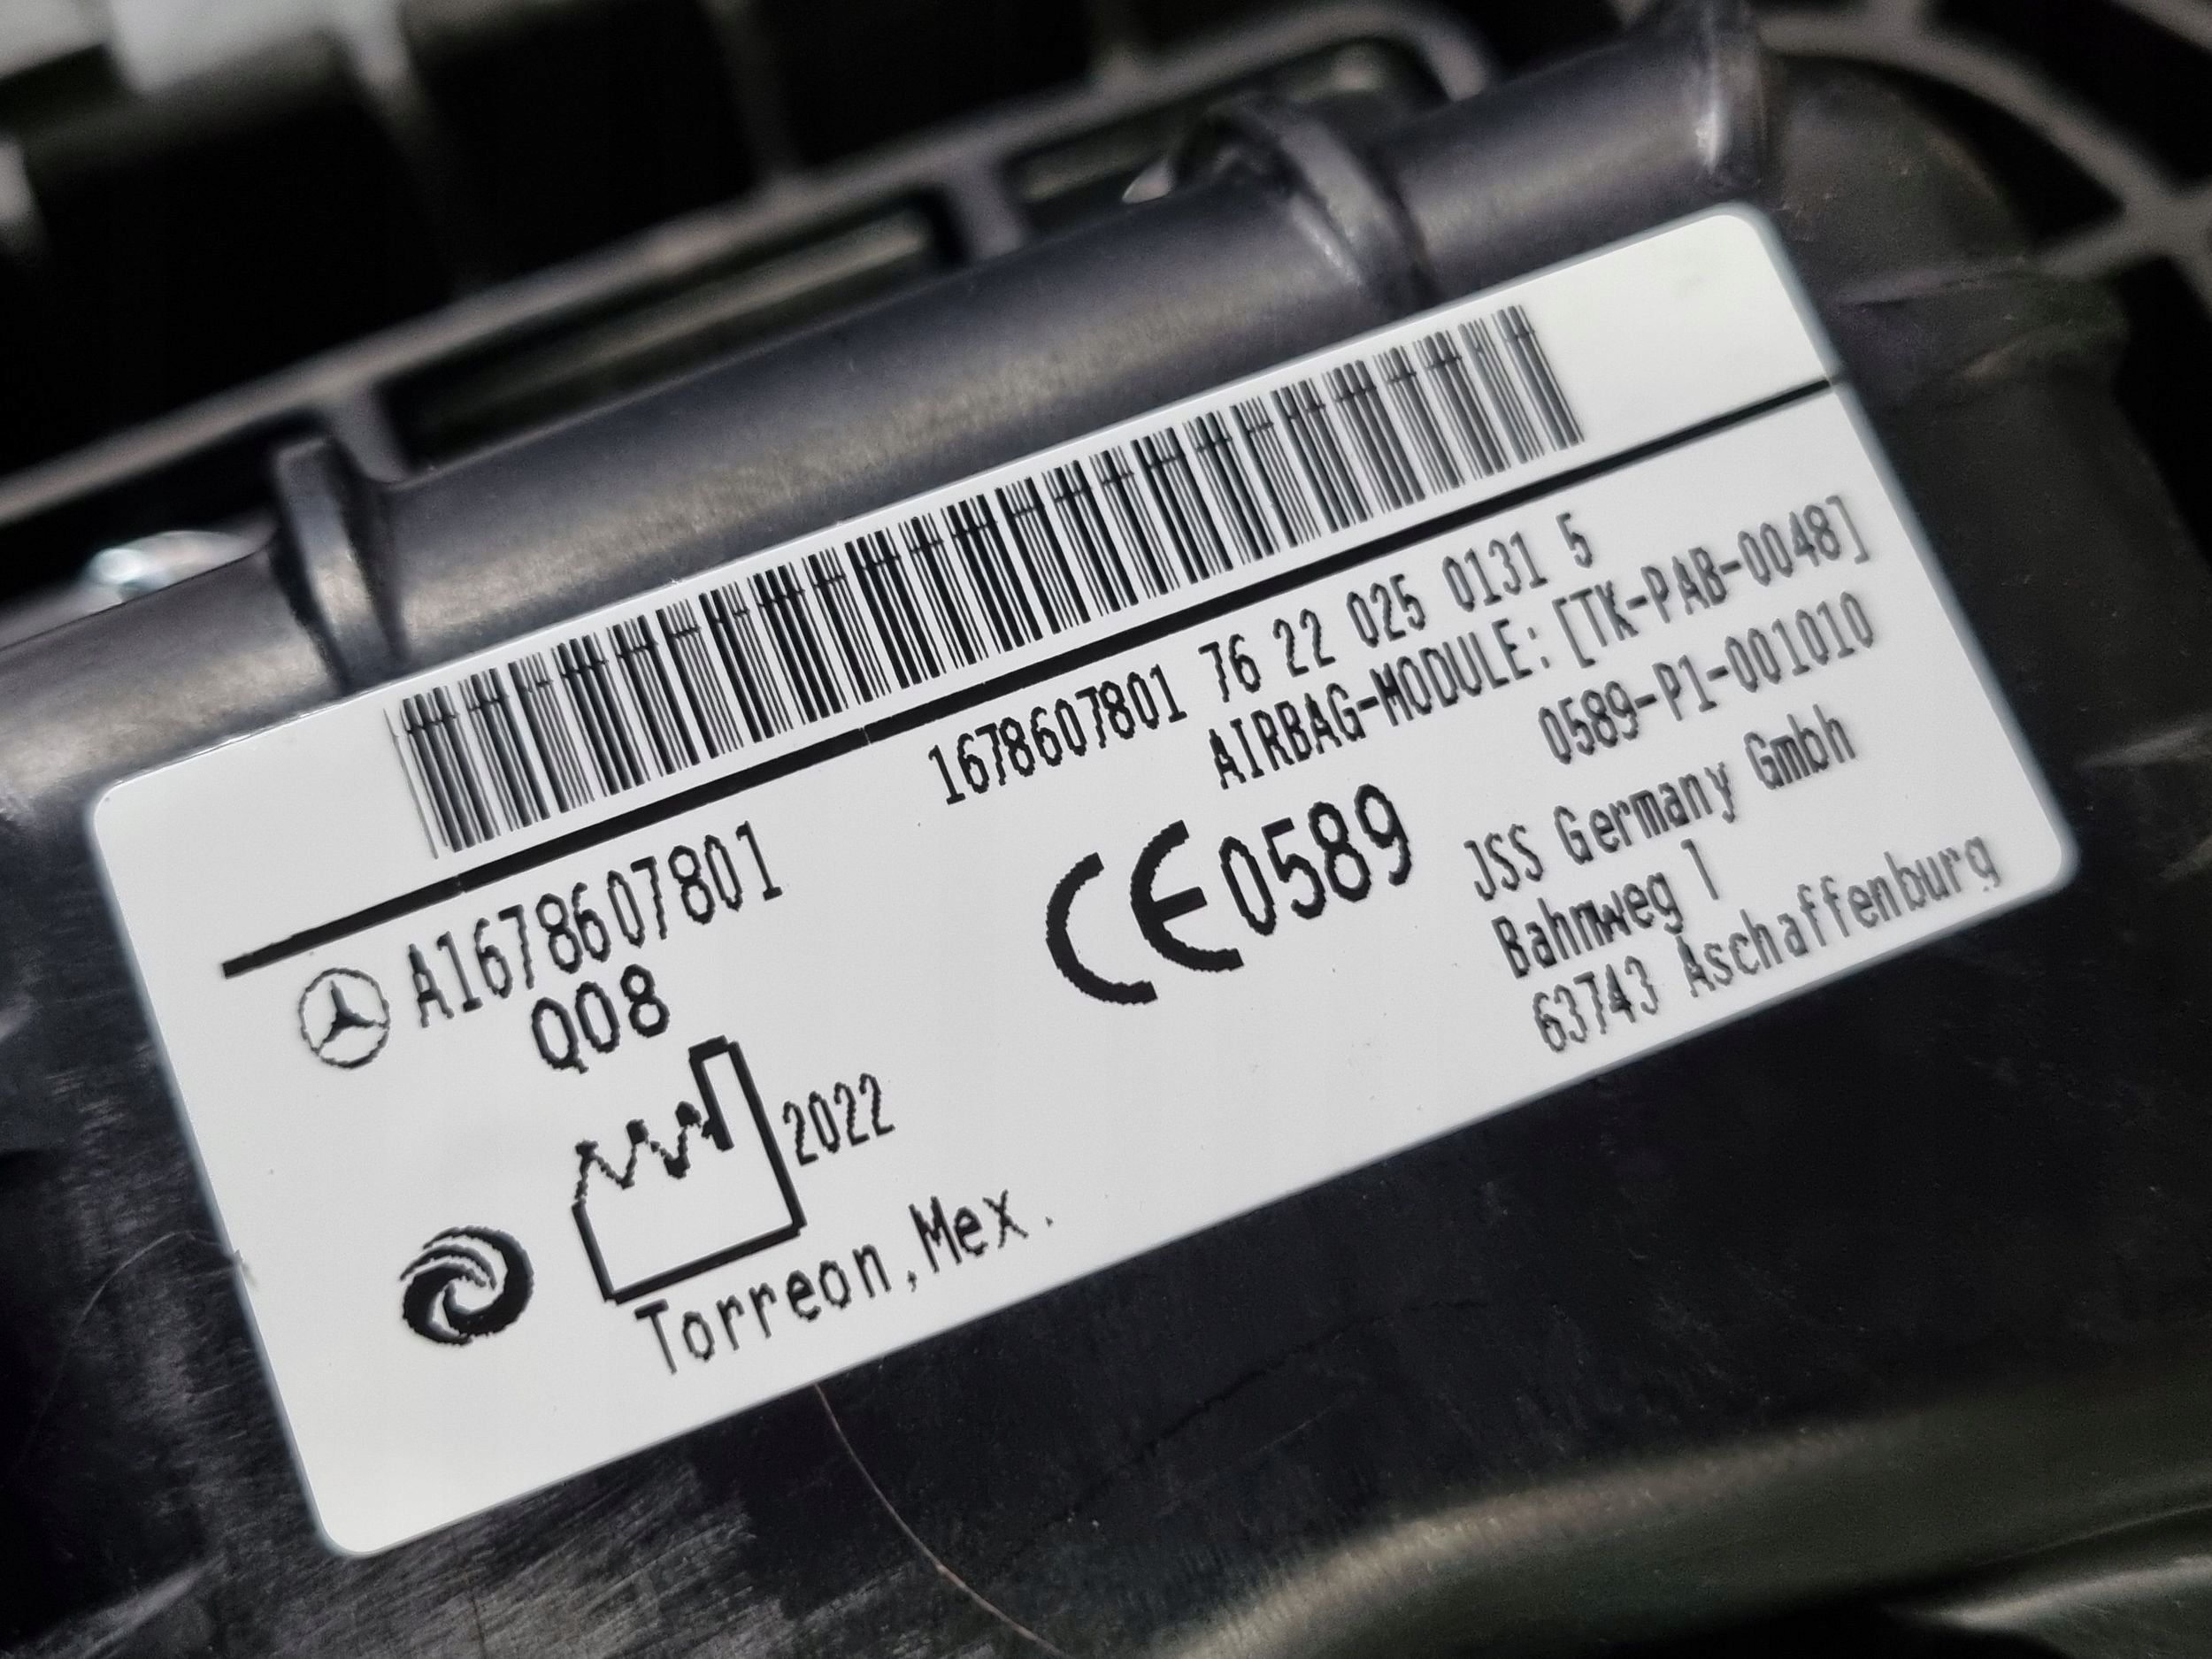 1678607801 76 22 025 0131 5
AIRBAG-MODULE: [TK-PAB-0048]
0589-P1-001010
A1678607801
Q08
CE0589
JSS Germany Gmbh
Bahnweg 1
63743 Aschaffenburg
2022
Torreon,Mex.